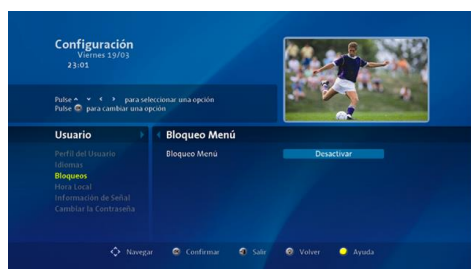 Configuración
Viernes 19/03
23:01
Pulse para seleccionar una opción
Pulse para cambiar una opción
Usuario
Bloqueo Menú
Perfil del Usuario
Bloqueo Menú
Desactivar
Idiomas
Bloqueos
Hora Local
Información de Señal
Cambiar la Contraseña
Navegar
Confirmar
Salir
Volver
Ayuda